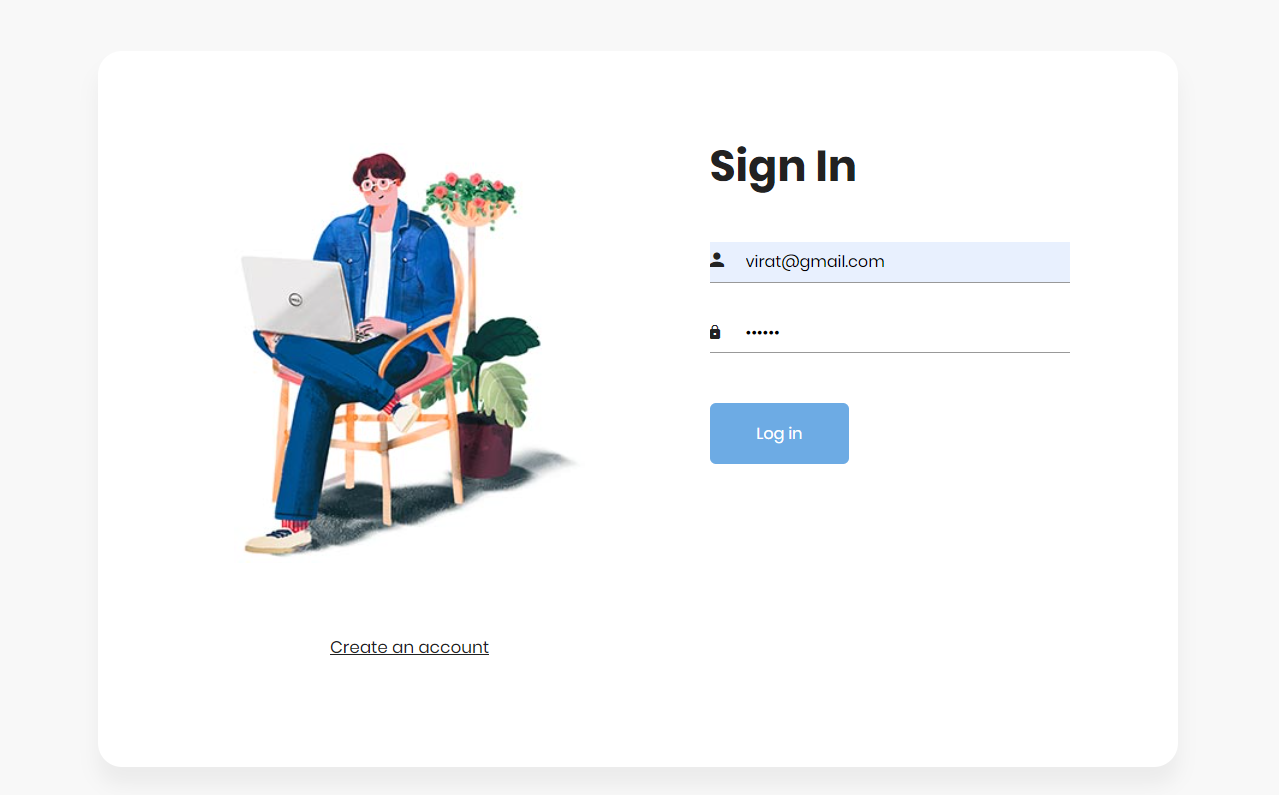 Sign In
virat@gmail.com
••••••
Log in
Create an account